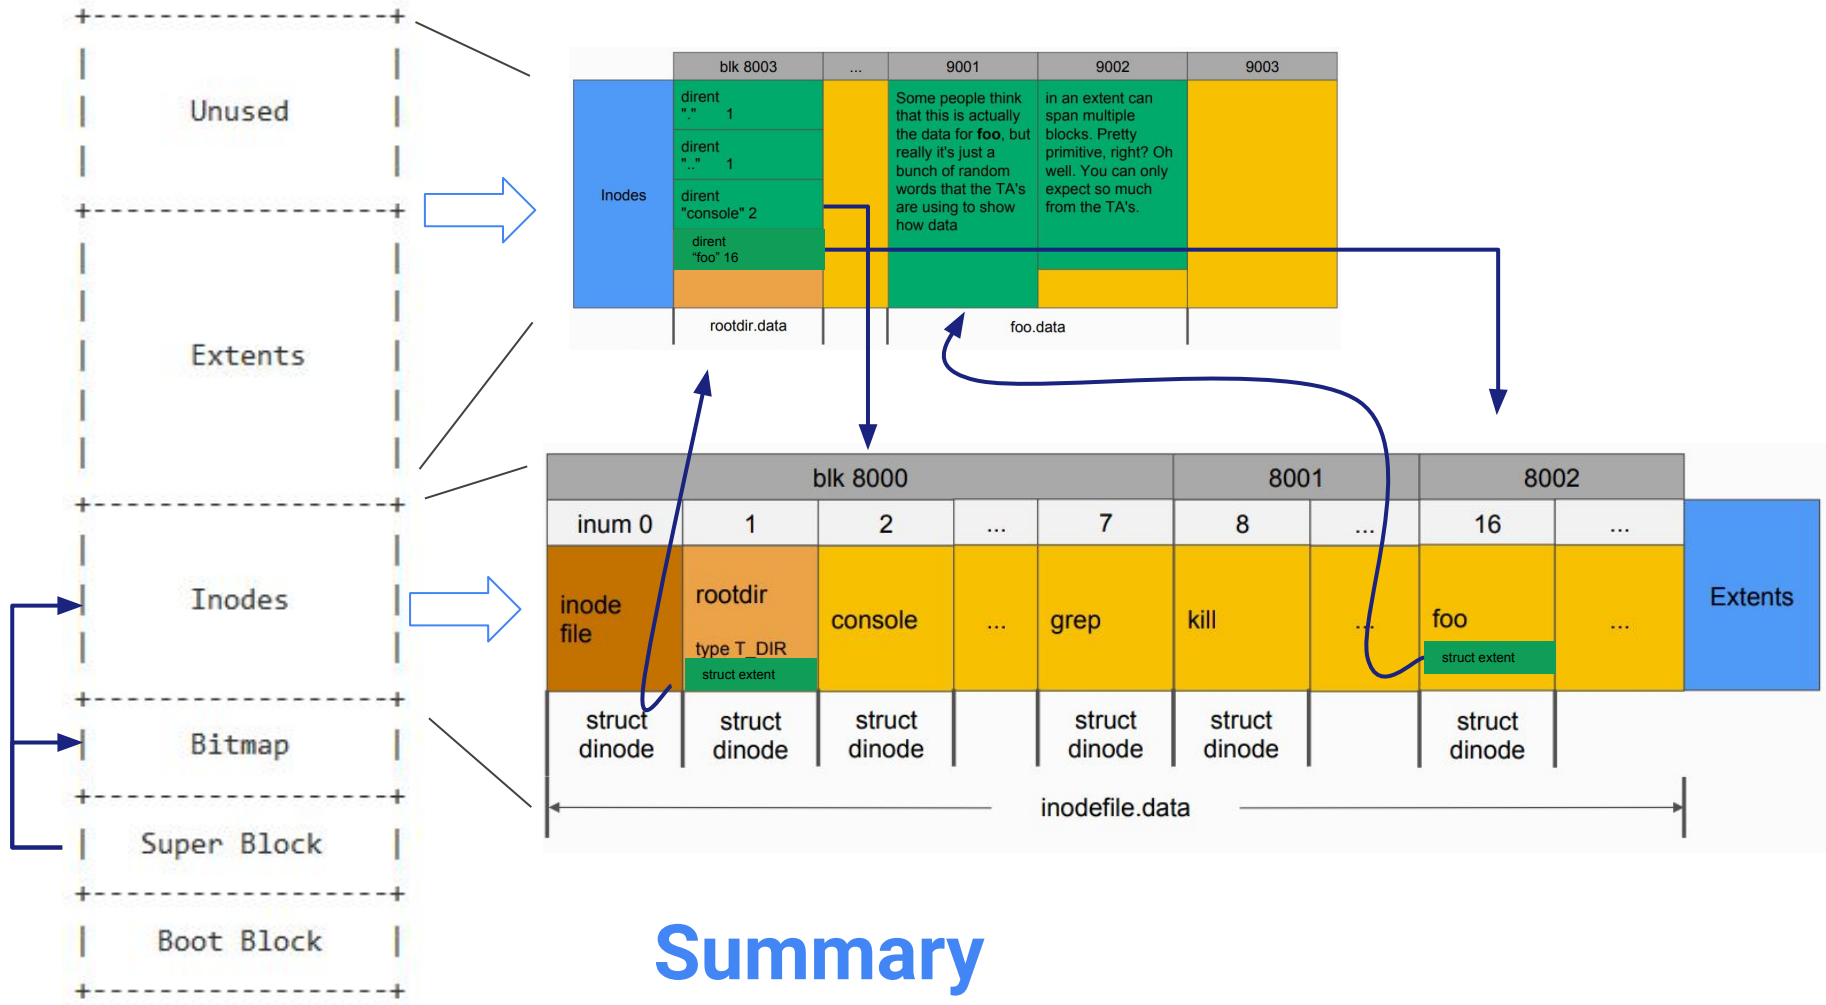 Unused
Extents
Inodes
Bitmap
Super Block
Boot Block
blk 8003
...
9001
9002
9003
Inodes
dirent
"." 1
dirent
".." 1
dirent
"console" 2
dirent
“foo” 16
Some people think
that this is actually
the data for foo, but
really it's just a
bunch of random
words that the TA's
are using to show
how data
in an extent can
span multiple
blocks. Pretty
primitive, right? Oh
well. You can only
expect so much
from the TA's.
rootdir.data
foo.data
blk 8000
8001
8002
inum 0
1
2
...
7
8
...
16
...
inode
file
rootdir
type T_DIR
struct extent
console
...
grep
kill
...
foo
struct extent
...
Extents
struct
dinode
struct
dinode
struct
dinode
struct
dinode
struct
dinode
struct
dinode
inodefile.data
Summary